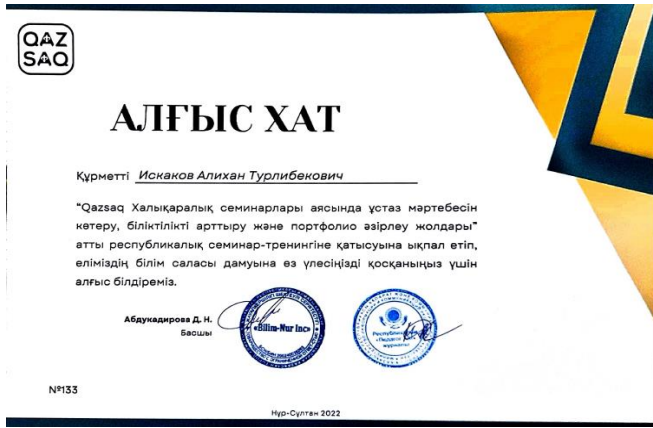 QAZ
SAQ
АЛҒЫС ХАТ
Құрметті Искаков Алихан Турлибекович
"Qazsaq Халықаралық семинарлары аясында ұстаз мәртебесін
көтеру, біліктілікті арттыру және портфолио әзірлеу жолдары"
атты республикалық семинар-тренингіне қатысуына ықпал етіп,
еліміздің білім саласы дамуына өз үлесіңізді қосқаныңыз үшін
алғыс білдіреміз.
Абдукадирова Д. Н.
Басшы
«Bilim-Nur Inc»
№133
Нұр-Сұлтан 2022